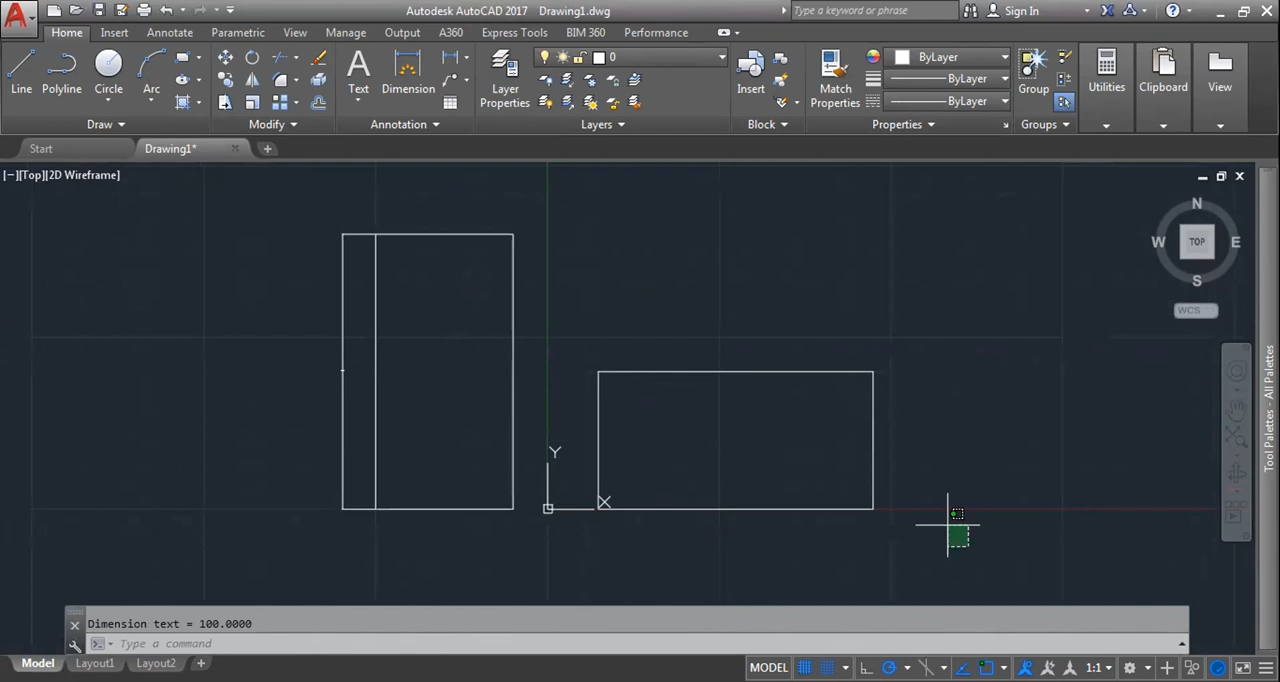 Autodesk AutoCAD 2017 Drawing1.dwg
Type a keyword or phrase
Sign In
Home Insert Annotate Parametric View Manage Output A360 Express Tools BIM 360 Performance
Line Polyline Circle Arc
Text Dimension
Layer Properties
0
Insert
Match Properties
ByLayer
ByLayer
ByLayer
Group
Utilities
Clipboard
View
Draw Modify Annotation Layers Block Properties Groups
Start Drawing1*
[−][Top][2D Wireframe]
N
W TOP E
S
WCS
Tool Palettes - All Palettes
Y
X
Dimension text = 100.0000
Type a command
Model Layout1 Layout2
MODEL 1:1